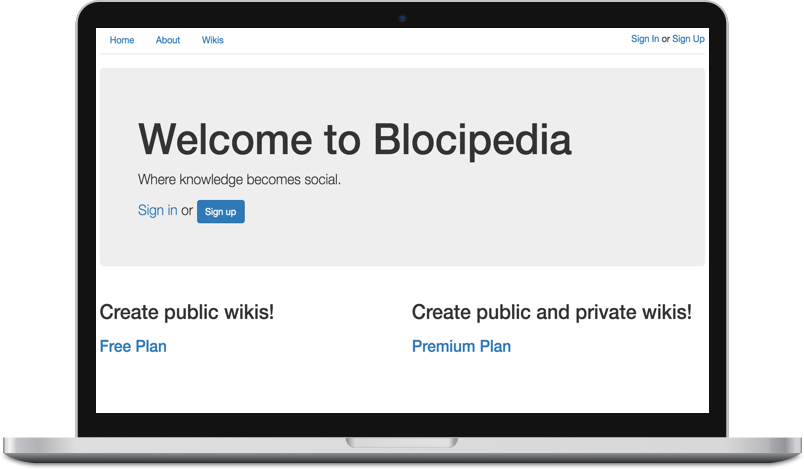 Home About Wikis Sign In or Sign Up
Welcome to Blocipedia
Where knowledge becomes social.
Sign in or Sign up
Create public wikis! Create public and private wikis!
Free Plan Premium Plan